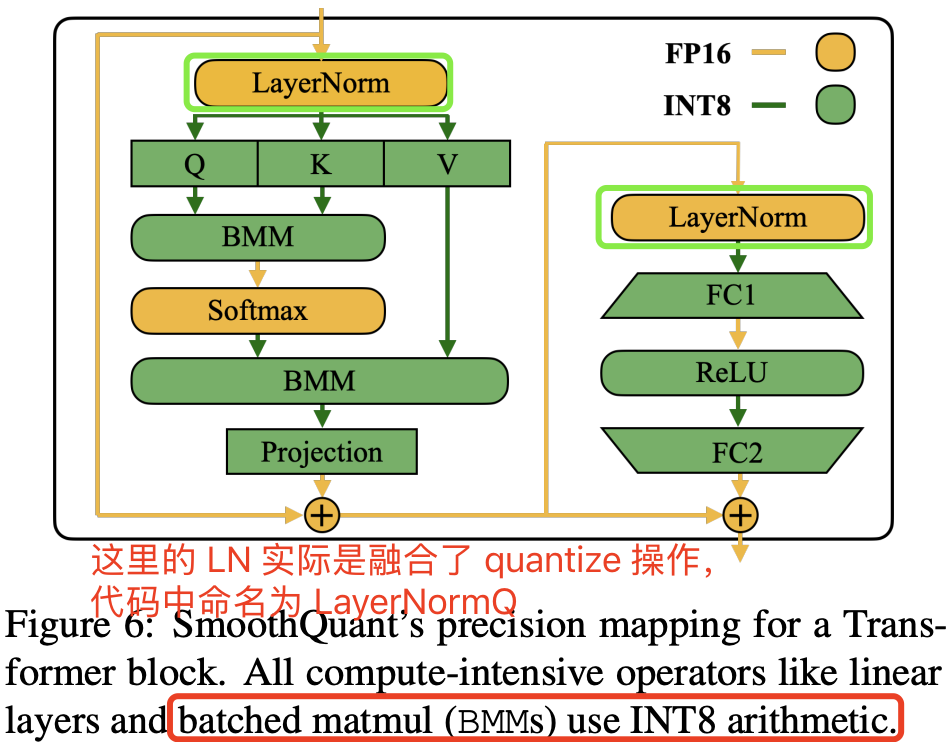 LayerNorm
FP16
INT8
Q K V
BMM
Softmax
BMM
Projection
+
LayerNorm
FC1
ReLU
FC2
+
这里的 LN 实际是融合了 quantize 操作，
代码中命名为 LayerNormQ
Figure 6: SmoothQuant's precision mapping for a Trans-
former block. All compute-intensive operators like linear
layers and batched matmul (BMMs) use INT8 arithmetic.